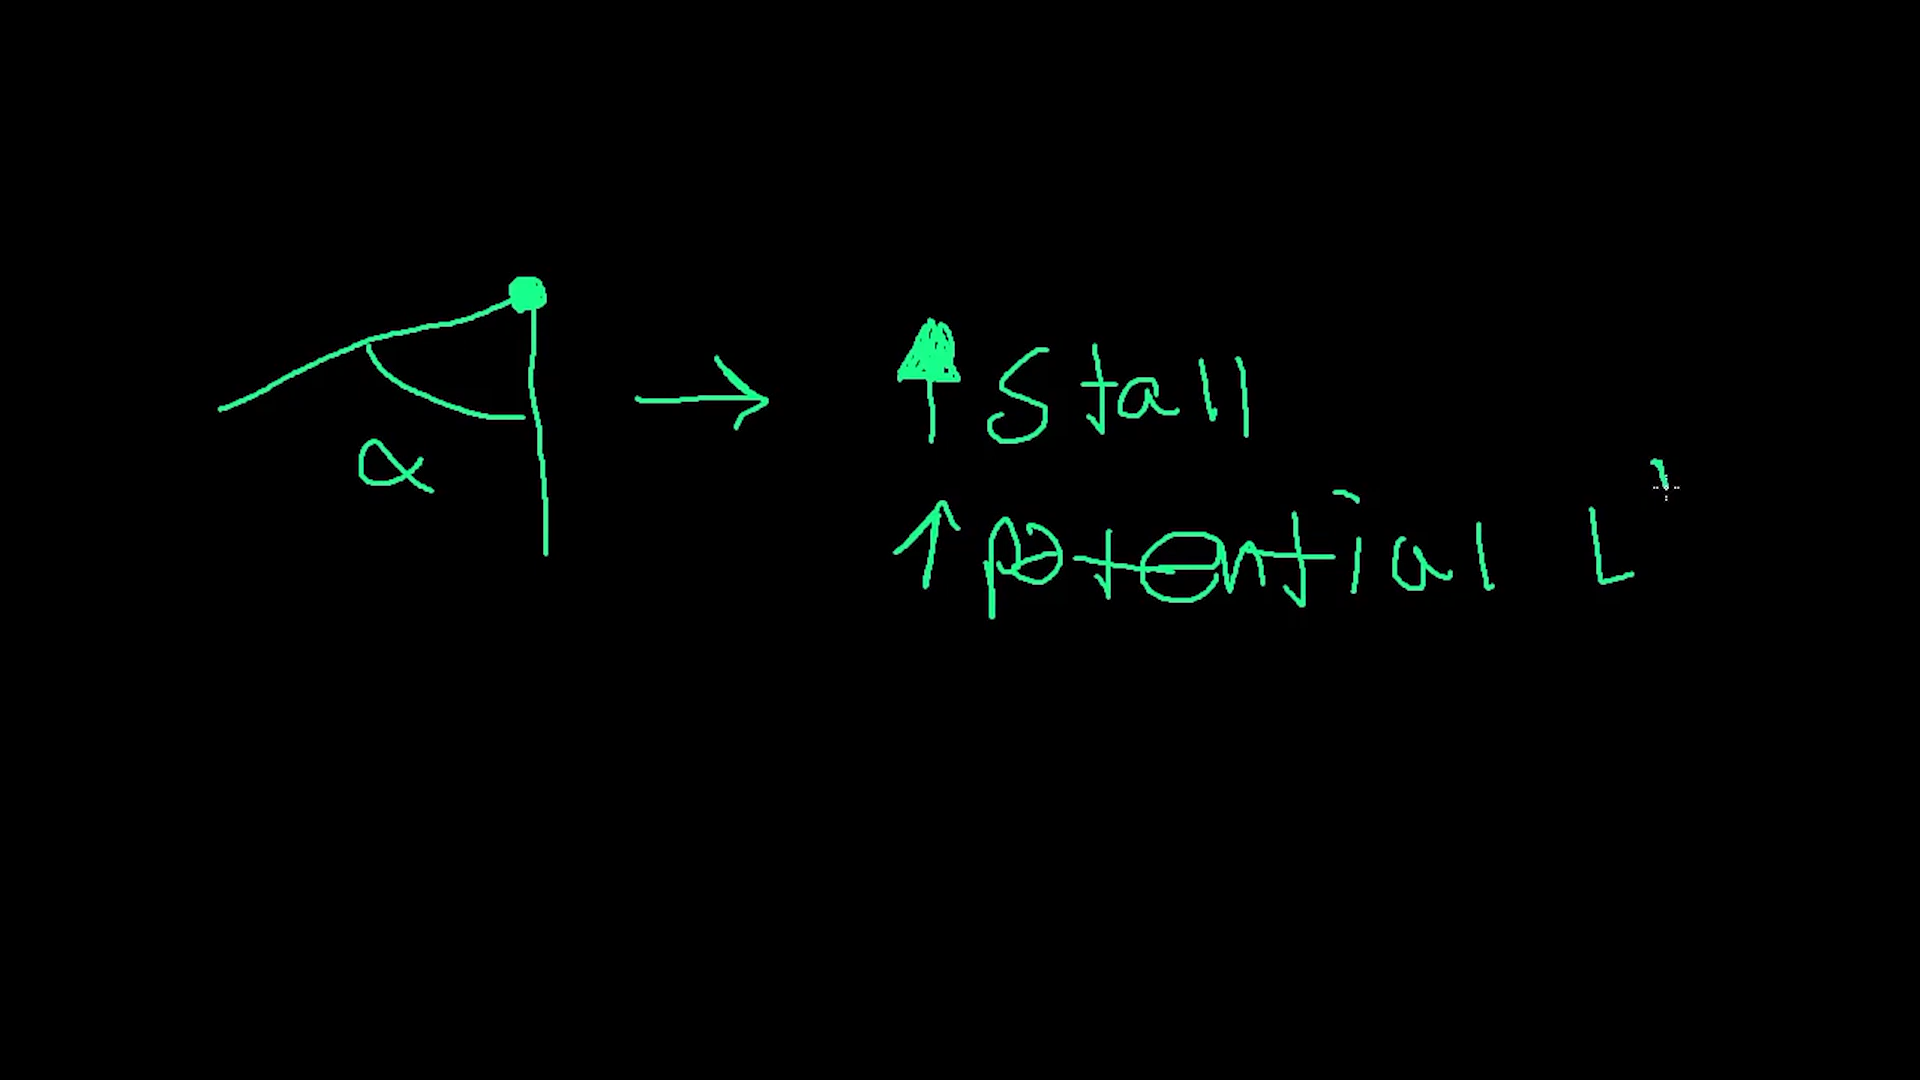 α → ↑ Stall
↑ potential L